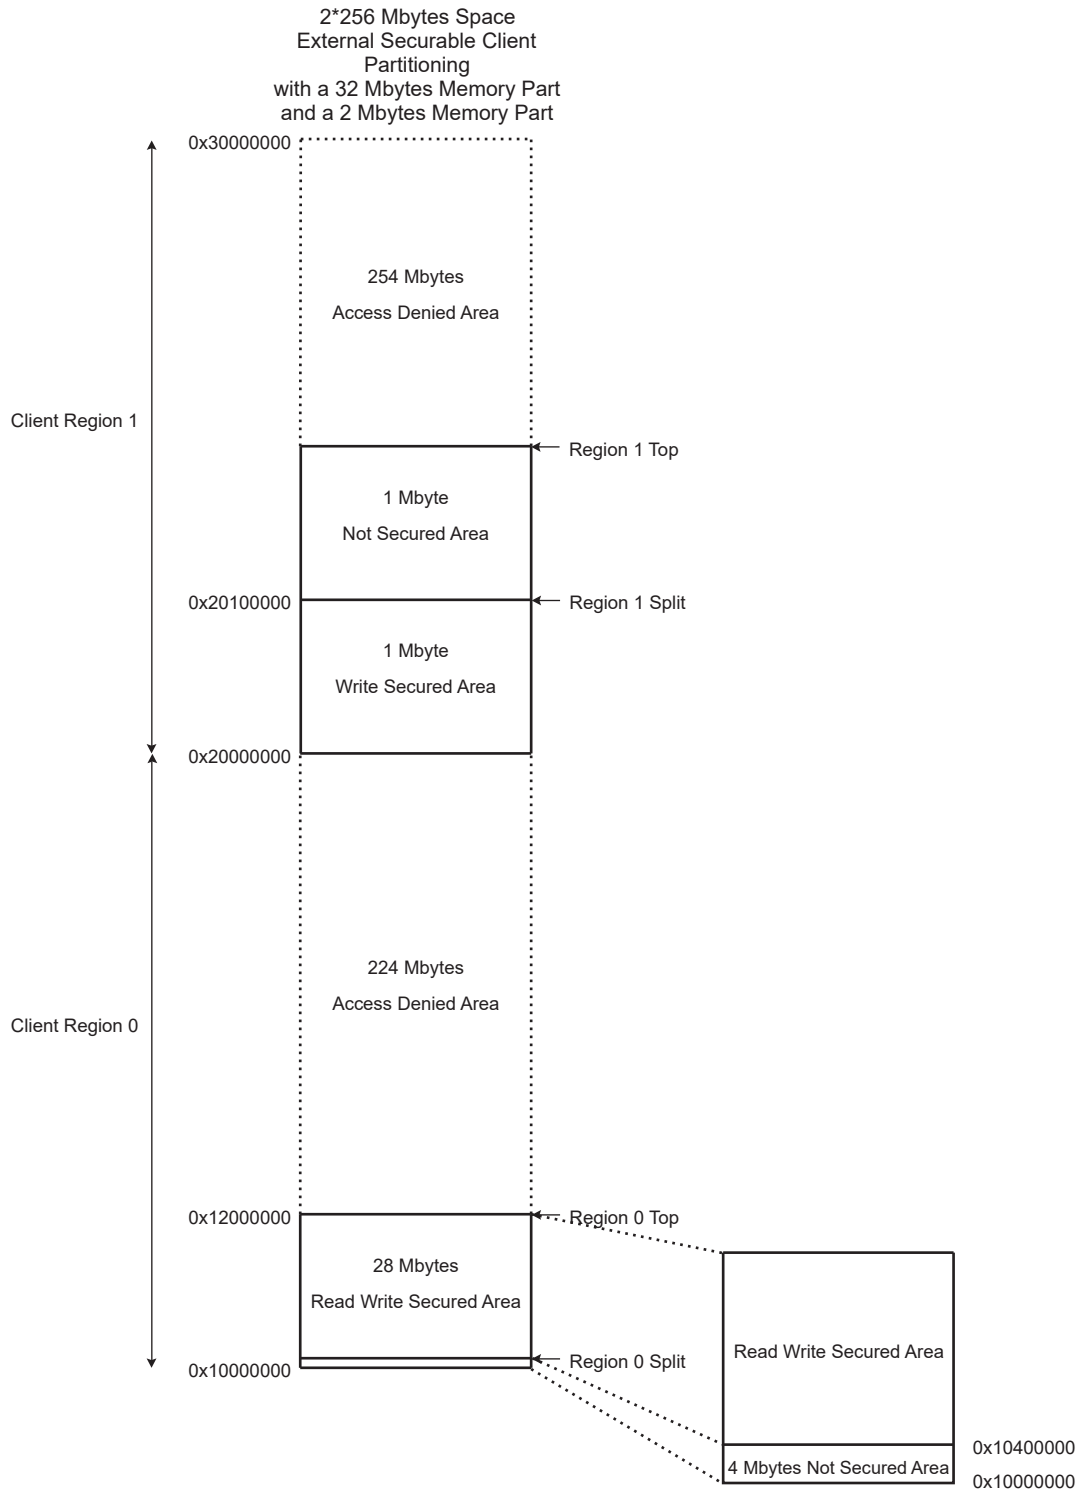 2*256 Mbytes Space
External Securable Client
Partitioning
with a 32 Mbytes Memory Part
and a 2 Mbytes Memory Part
0x30000000
254 Mbytes
Access Denied Area
Client Region 1
Region 1 Top
1 Mbyte
Not Secured Area
0x20100000
Region 1 Split
1 Mbyte
Write Secured Area
0x20000000
224 Mbytes
Access Denied Area
Client Region 0
0x12000000
Region 0 Top
28 Mbytes
Read Write Secured Area
Region 0 Split
0x10000000
Read Write Secured Area
0x10400000
4 Mbytes Not Secured Area
0x10000000